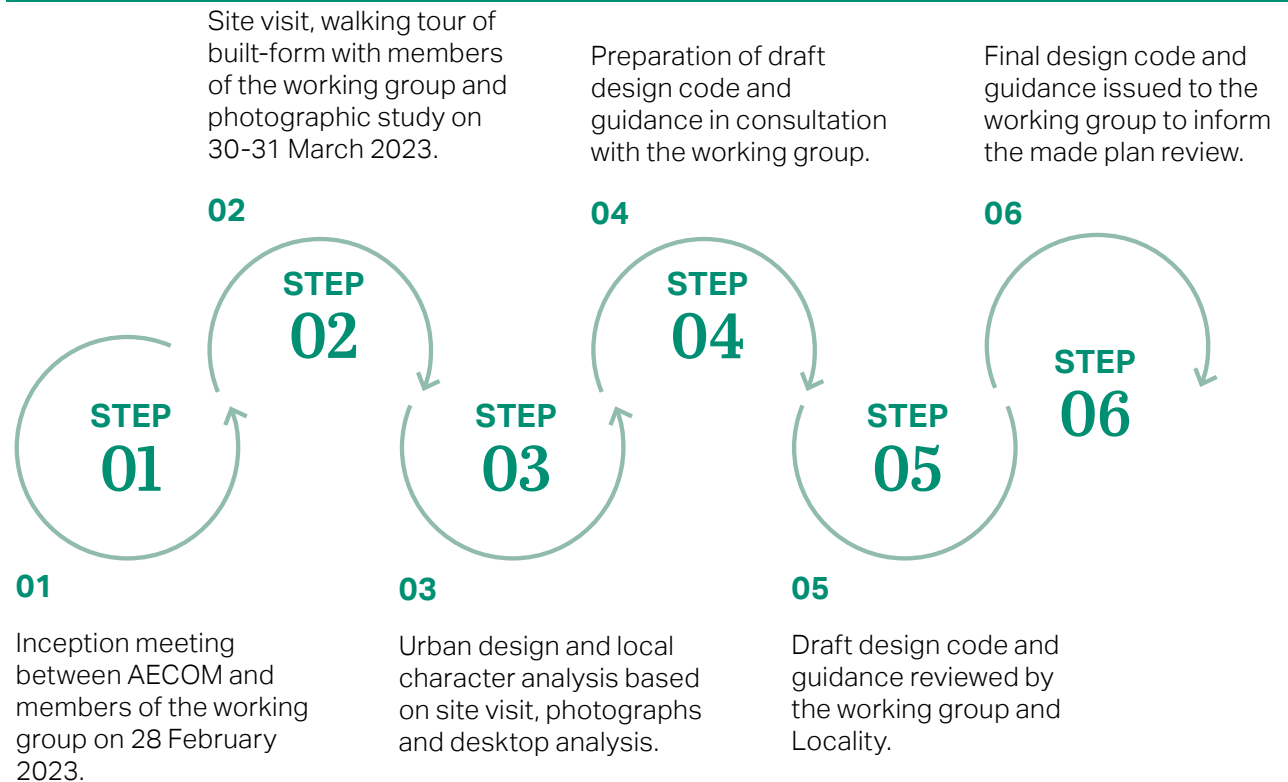 Site visit, walking tour of
built-form with members
of the working group and
photographic study on
30-31 March 2023.
Preparation of draft
design code and
guidance in consultation
with the working group.
Final design code and
guidance issued to the
working group to inform
the made plan review.
02
04
06
STEP
02
STEP
04
STEP
06
STEP
01
STEP
03
STEP
05
01
Inception meeting
between AECOM and
members of the working
group on 28 February
2023.
03
Urban design and local
character analysis based
on site visit, photographs
and desktop analysis.
05
Draft design code and
guidance reviewed by
the working group and
Locality.